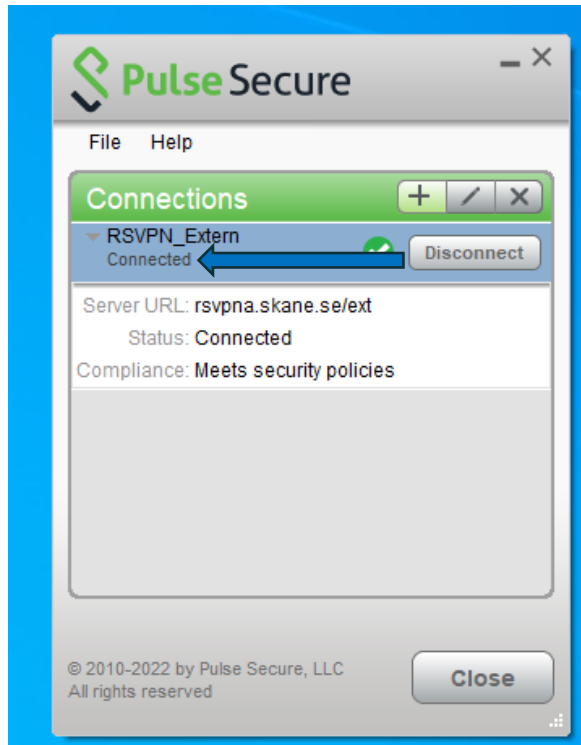 Pulse Secure
File Help
Connections
RSVPN_Extern
Connected
Disconnect
Server URL: rsvpna.skane.se/ext
Status: Connected
Compliance: Meets security policies
© 2010-2022 by Pulse Secure, LLC
All rights reserved
Close